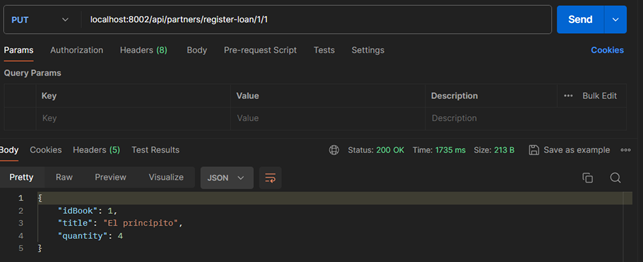 PUT localhost:8002/api/partners/register-loan/1/1 Send
Params Authorization Headers (8) Body Pre-request Script Tests Settings Cookies
Query Params
Key Value Description Bulk Edit
Key Value Description
Body Cookies Headers (5) Test Results Status: 200 OK Time: 1735 ms Size: 213 B Save as example
Pretty Raw Preview Visualize JSON
1 {
2 "idBook": 1,
3 "title": "El principito",
4 "quantity": 4
5 }